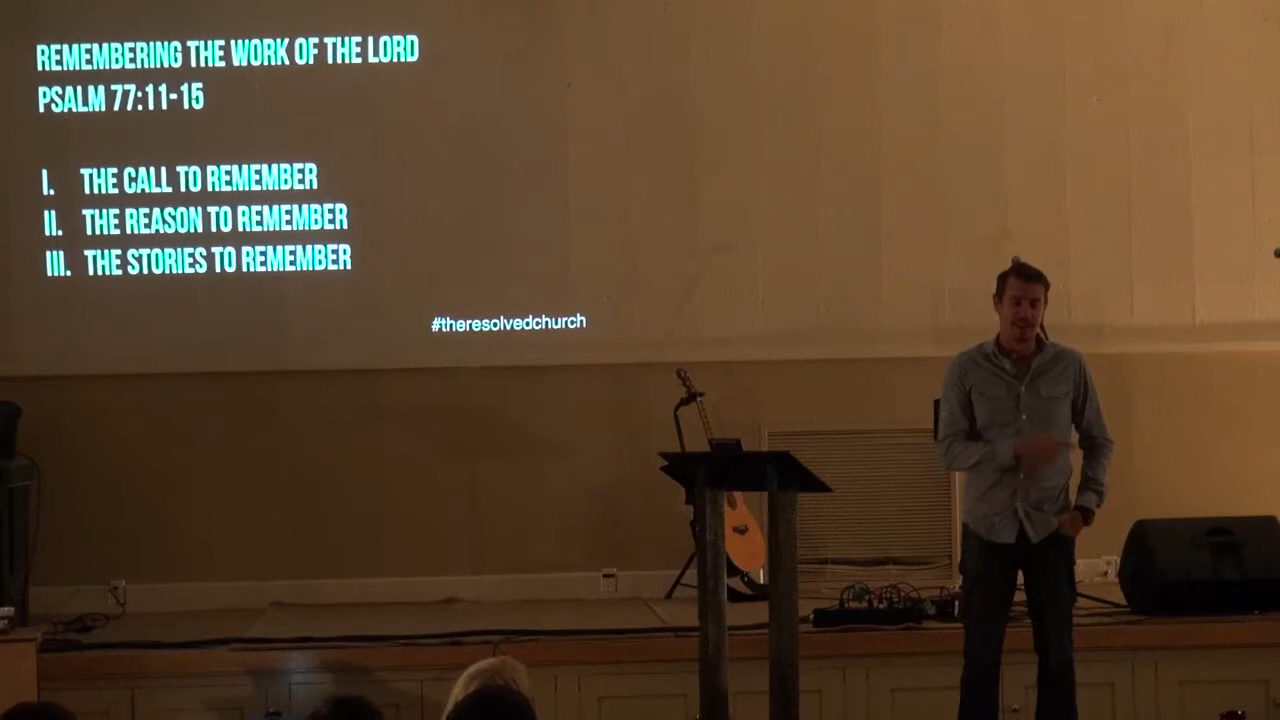 REMEMBERING THE WORK OF THE LORD
PSALM 77:11-15
I. THE CALL TO REMEMBER
II. THE REASON TO REMEMBER
III. THE STORIES TO REMEMBER
#theresolvedchurch